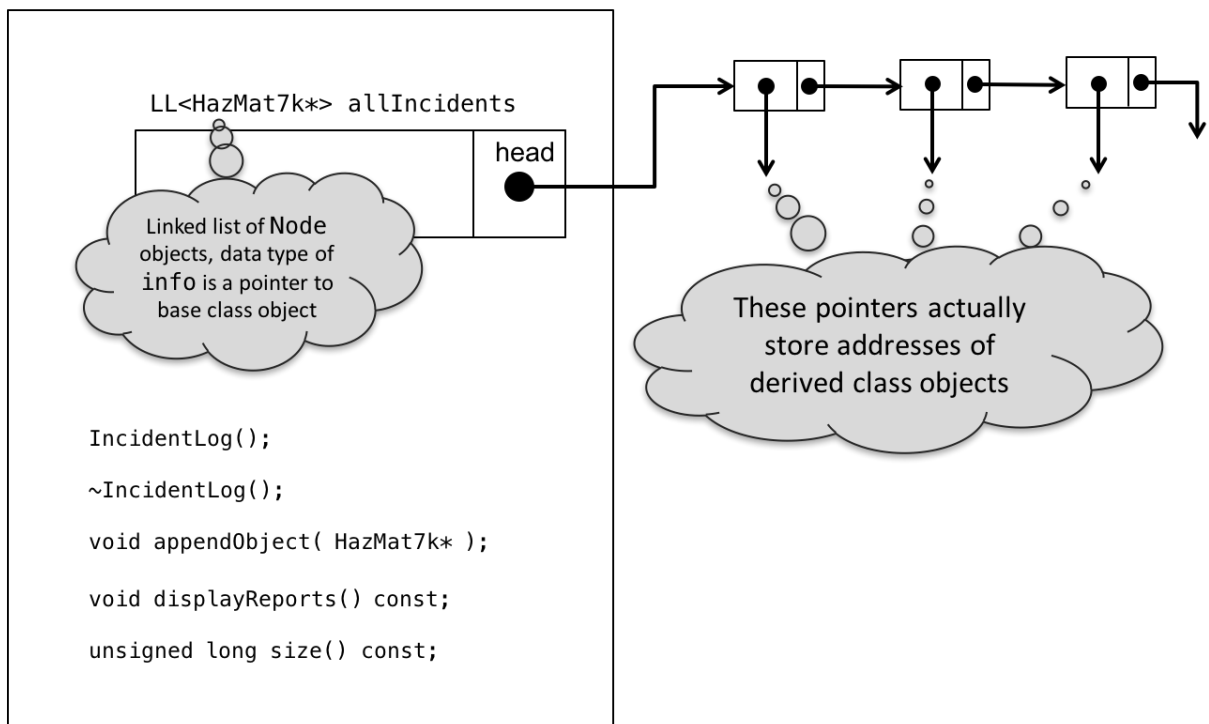 LL<HazMat7k*> allIncidents
head
Linked list of Node
objects, data type of
info is a pointer to
base class object
These pointers actually
store addresses of
derived class objects
IncidentLog();
~IncidentLog();
void appendObject( HazMat7k* );
void displayReports() const;
unsigned long size() const;